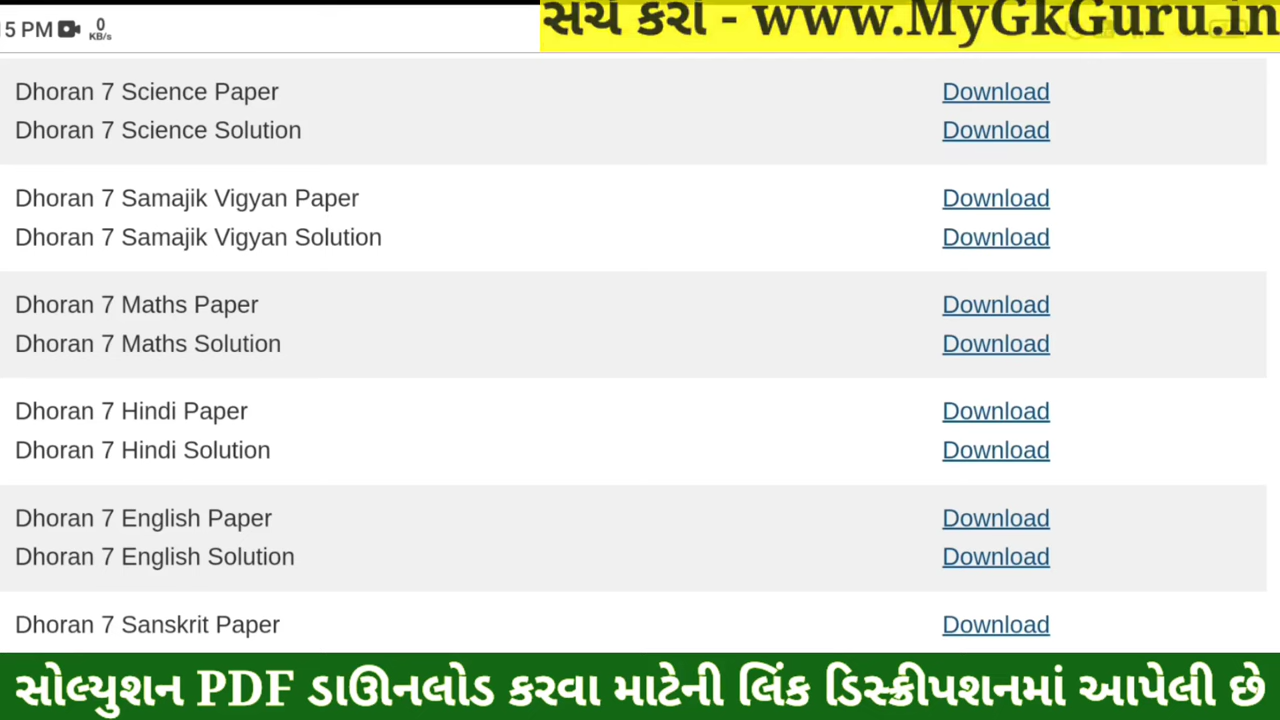 15 PM 0 KB/s
સર્ચ કરો - www.MyGkGuru.in
Dhoran 7 Science Paper Download
Dhoran 7 Science Solution Download
Dhoran 7 Samajik Vigyan Paper Download
Dhoran 7 Samajik Vigyan Solution Download
Dhoran 7 Maths Paper Download
Dhoran 7 Maths Solution Download
Dhoran 7 Hindi Paper Download
Dhoran 7 Hindi Solution Download
Dhoran 7 English Paper Download
Dhoran 7 English Solution Download
Dhoran 7 Sanskrit Paper Download
સોલ્યુશન PDF ડાઊનલોડ કરવા માટેની લિંક ડિસ્ક્રીપશનમાં આપેલી છે